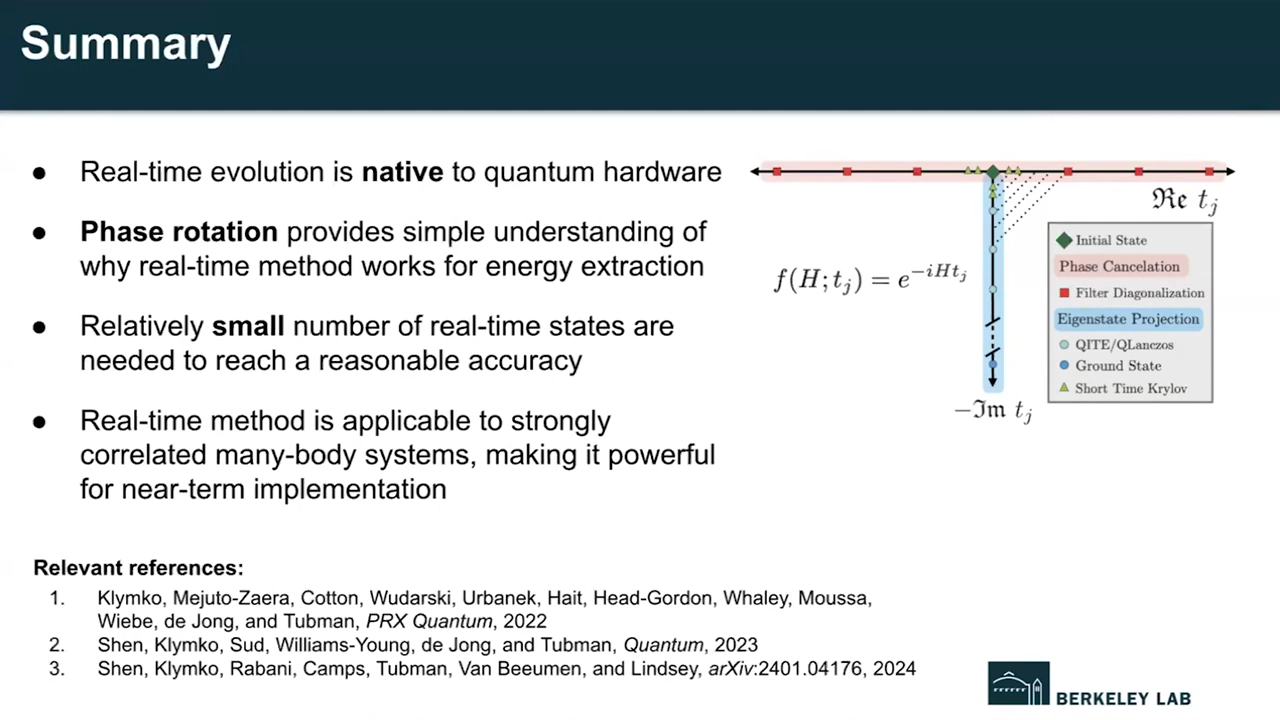 Summary
● Real-time evolution is native to quantum hardware
● Phase rotation provides simple understanding of
why real-time method works for energy extraction
● Relatively small number of real-time states are
needed to reach a reasonable accuracy
● Real-time method is applicable to strongly
correlated many-body systems, making it powerful
for near-term implementation
ℜe t_j
f(H; t_j) = e^{-iHt_j}
Initial State
Phase Cancelation
Filter Diagonalization
Eigenstate Projection
QITE/QLanczos
Ground State
Short Time Krylov
−ℑm t_j
Relevant references:
1. Klymko, Mejuto-Zaera, Cotton, Wudarski, Urbanek, Hait, Head-Gordon, Whaley, Moussa,
Wiebe, de Jong, and Tubman, PRX Quantum, 2022
2. Shen, Klymko, Sud, Williams-Young, de Jong, and Tubman, Quantum, 2023
3. Shen, Klymko, Rabani, Camps, Tubman, Van Beeumen, and Lindsey, arXiv:2401.04176, 2024
BERKELEY LAB